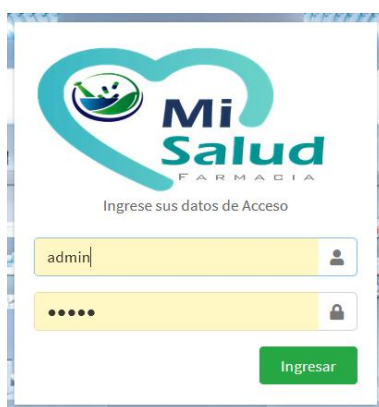 Mi
Salud
FARMACIA
Ingrese sus datos de Acceso
admin
•••••
Ingresar